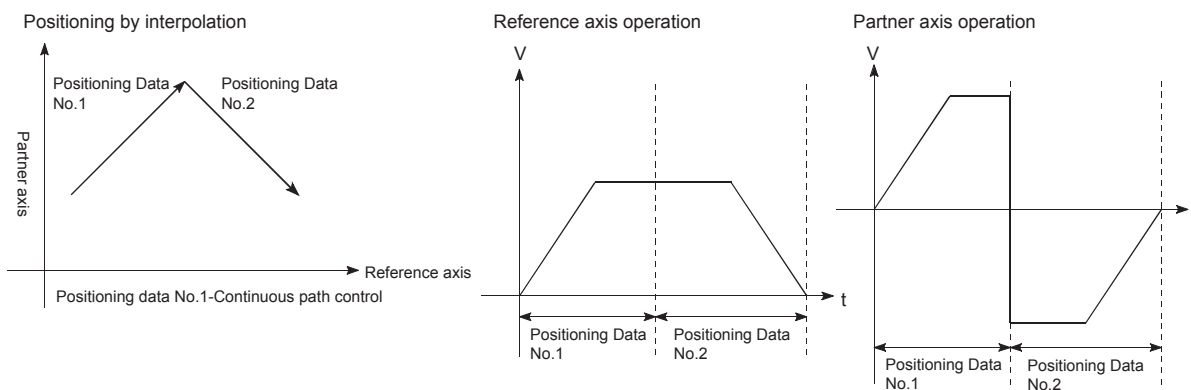 Positioning by interpolation
Positioning Data
No.1
Positioning Data
No.2
Partner axis
Reference axis
Positioning data No.1-Continuous path control
Reference axis operation
V
t
Positioning Data
No.1
Positioning Data
No.2
Partner axis operation
V
Positioning Data
No.1
Positioning Data
No.2